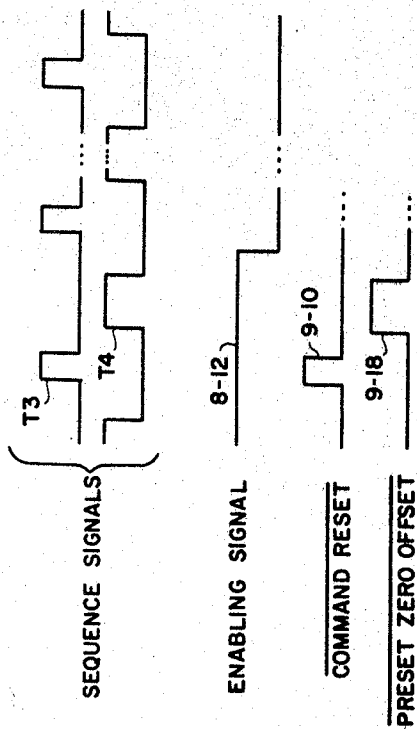 SEQUENCE SIGNALS
T3
T4
ENABLING SIGNAL
8-12
COMMAND RESET
9-10
PRESET ZERO OFFSET
9-18